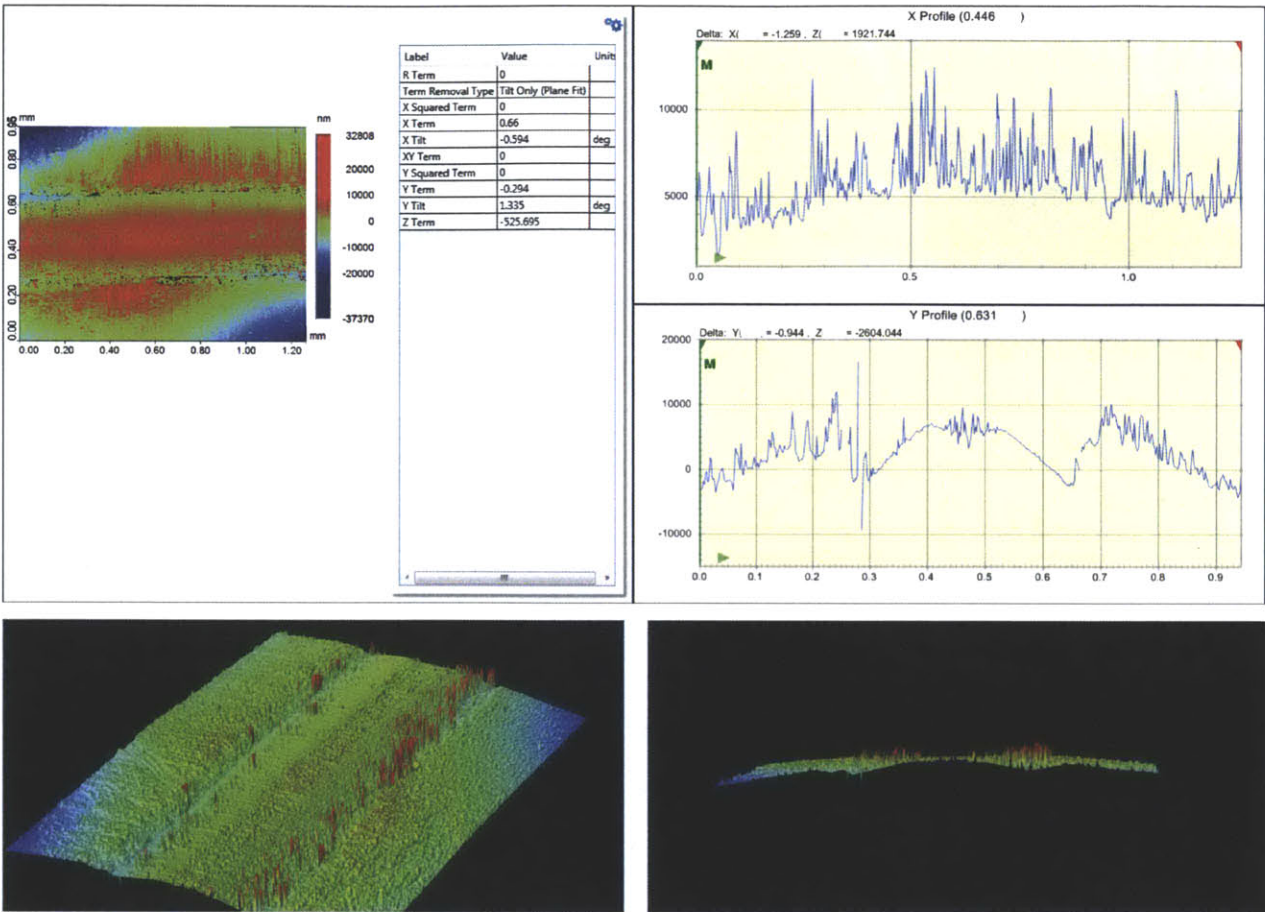 Label Value Units
R Term 0
Term Removal Type Tilt Only (Plane Fit)
X Squared Term 0
X Term 0.66
X Tilt -0.594 deg
XY Term 0
Y Squared Term 0
Y Term -0.294
Y Tilt 1.335 deg
Z Term -525.695
mm
0.95
0.80
0.60
0.40
0.20
0.00
0.00 0.20 0.40 0.60 0.80 1.00 1.20
mm
nm
32808
20000
10000
0
-10000
-20000
-37370
X Profile (0.446 )
Delta: X( = -1.259 , Z( = 1921.744
M
10000
5000
0.0 0.5 1.0
Y Profile (0.631 )
Delta: Y( , = -0.944 , Z = -2604.044
M
20000
10000
0
-10000
0.0 0.1 0.2 0.3 0.4 0.5 0.6 0.7 0.8 0.9